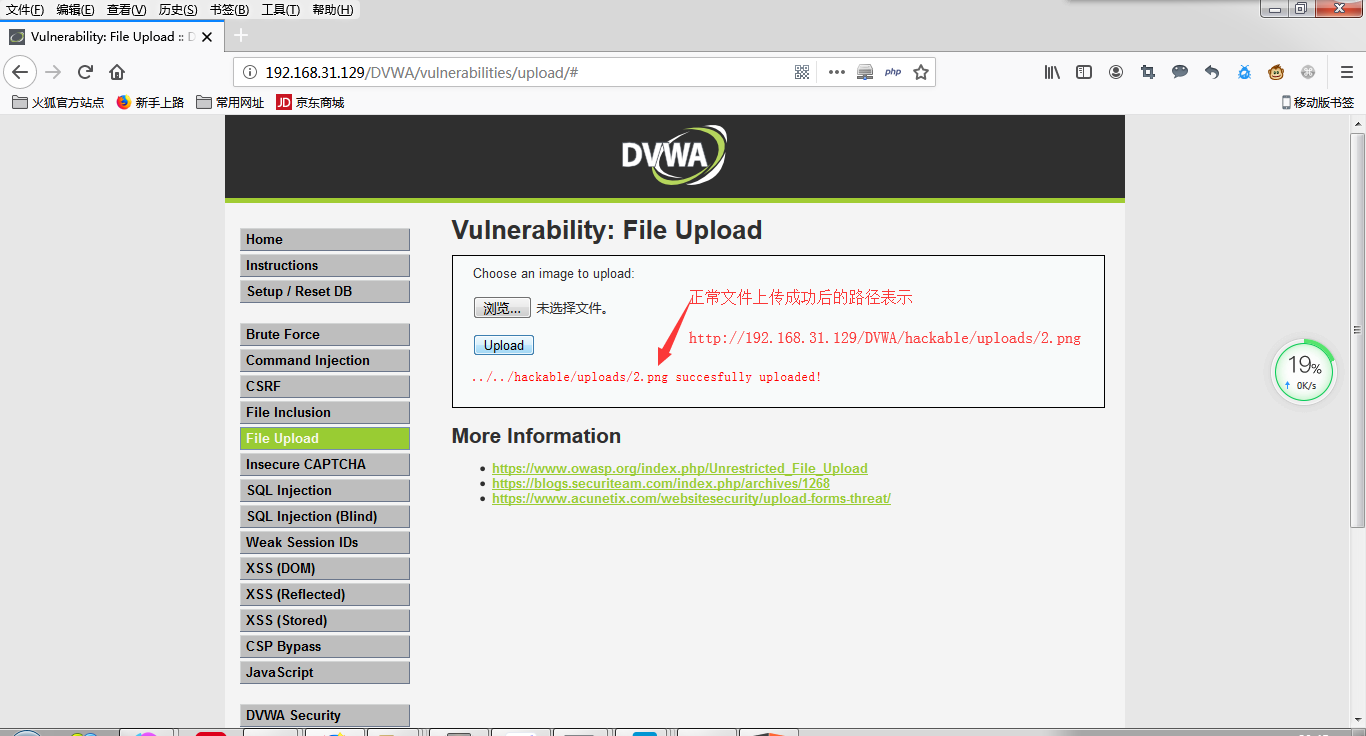 文件(F) 编辑(E) 查看(V) 历史(S) 书签(B) 工具(T) 帮助(H)
Vulnerability: File Upload :: D
192.168.31.129/DVWA/vulnerabilities/upload/#
php
火狐官方站点 新手上路 常用网址 JD 京东商城 移动版书签
DVWA
Home
Instructions
Setup / Reset DB
Brute Force
Command Injection
CSRF
File Inclusion
File Upload
Insecure CAPTCHA
SQL Injection
SQL Injection (Blind)
Weak Session IDs
XSS (DOM)
XSS (Reflected)
XSS (Stored)
CSP Bypass
JavaScript
DVWA Security
Vulnerability: File Upload
Choose an image to upload:
浏览... 未选择文件。
Upload
正常文件上传成功后的路径表示
http://192.168.31.129/DVWA/hackable/uploads/2.png
../../hackable/uploads/2.png succesfully uploaded!
More Information
https://www.owasp.org/index.php/Unrestricted_File_Upload
https://blogs.securiteam.com/index.php/archives/1268
https://www.acunetix.com/websitesecurity/upload-forms-threat/
19%
0K/s